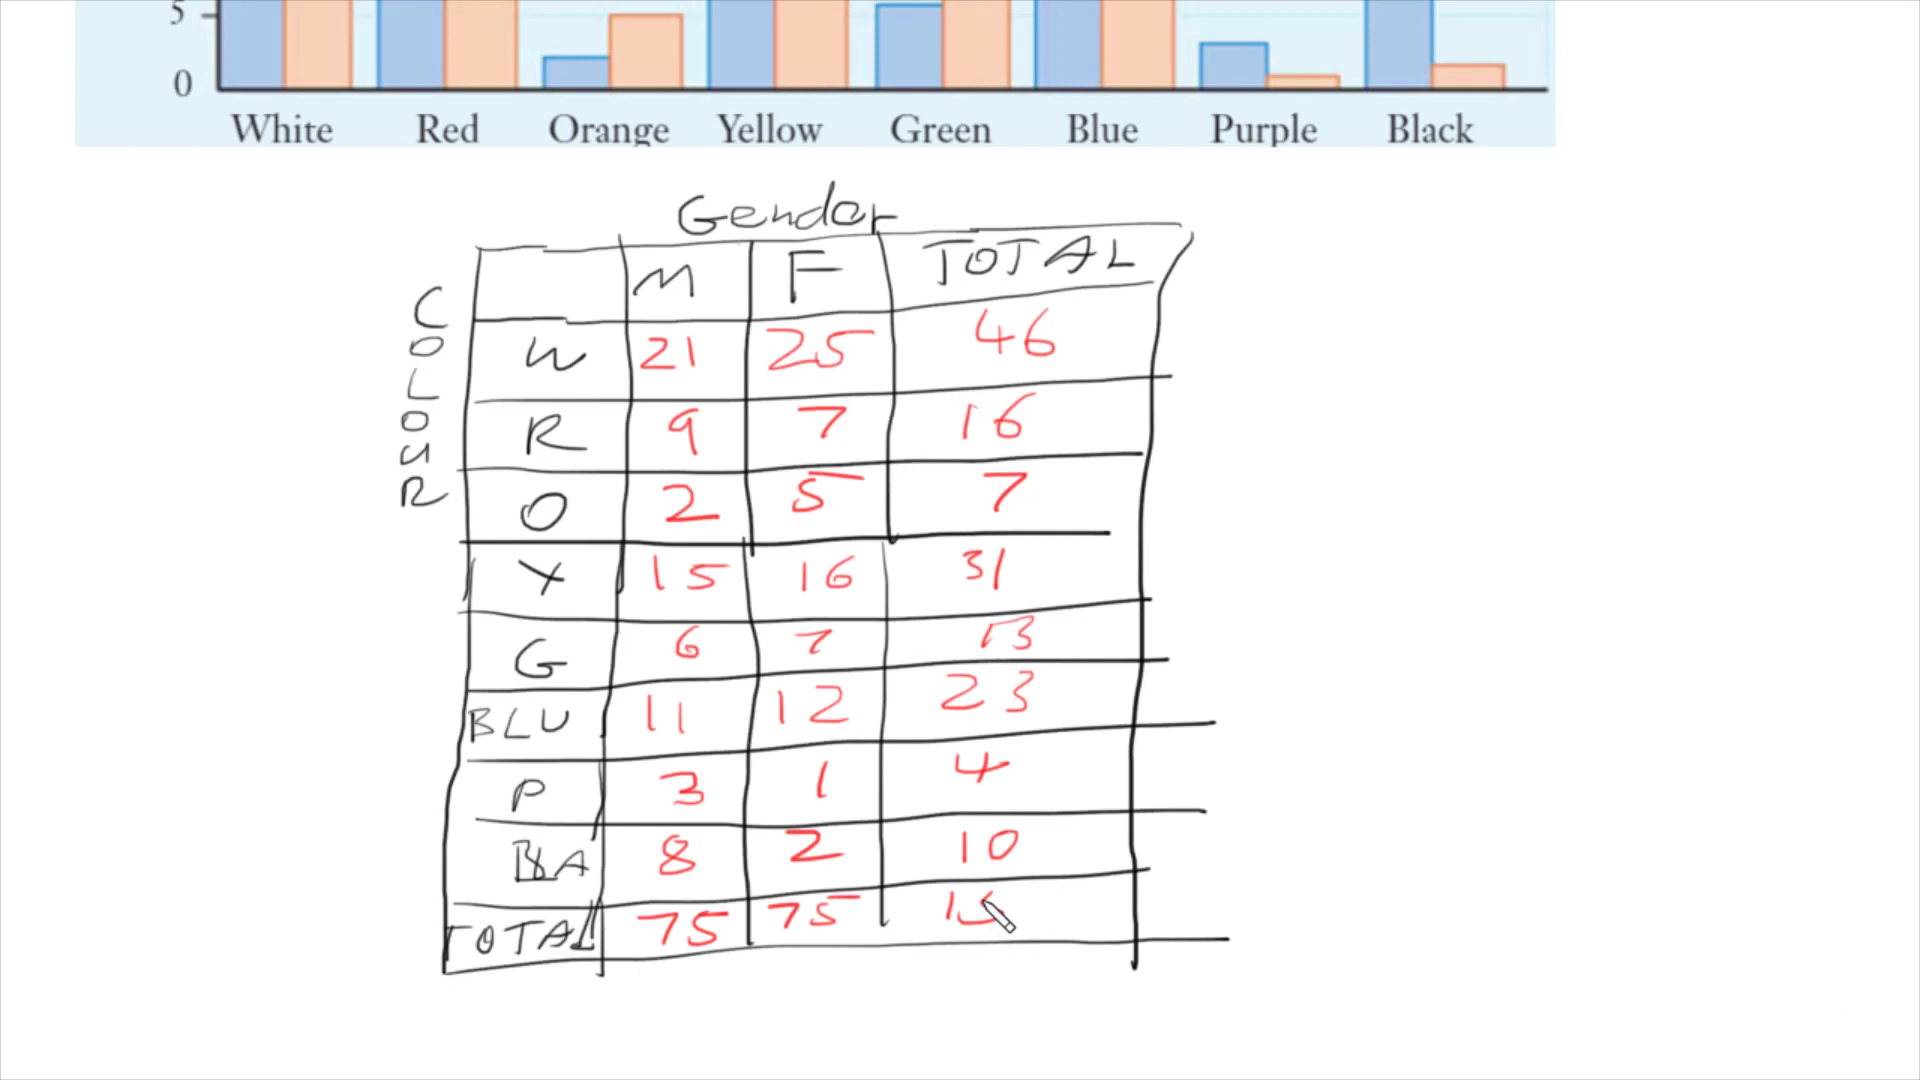 5
0
White Red Orange Yellow Green Blue Purple Black
Gender
COLOUR
M F TOTAL
W 21 25 46
R 9 7 16
O 2 5 7
Y 15 16 31
G 6 7 13
BLU 11 12 23
P 3 1 4
BA 8 2 10
TOTAL 75 75 15